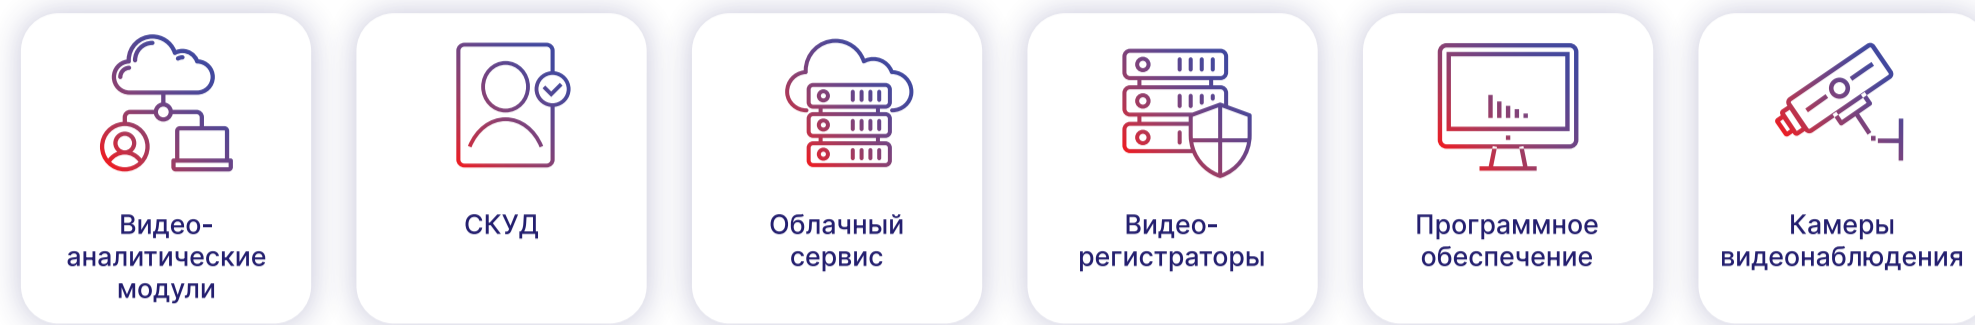 Видео-
аналитические
модули
СКУД
Облачный
сервис
Видео-
регистраторы
Программное
обеспечение
Камеры
видеонаблюдения